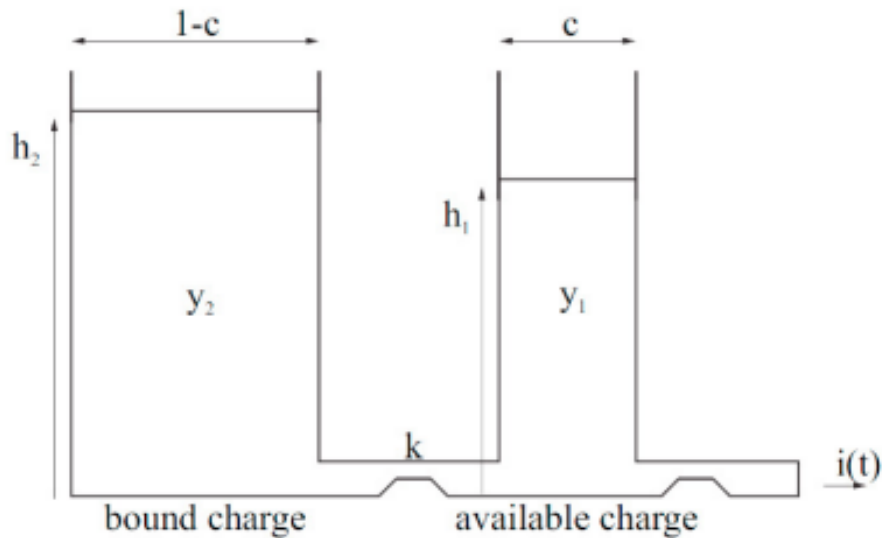 1-c
c
h₂
h₁
y₂
y₁
k
i(t)
bound charge
available charge